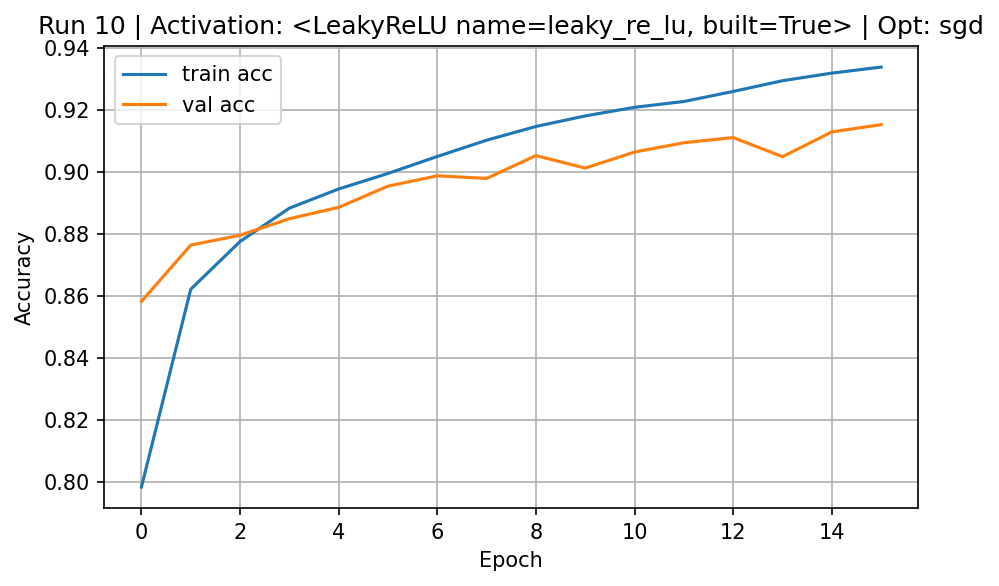 Run 10 | Activation: <LeakyReLU name=leaky_re_lu, built=True> | Opt: sgd
train acc
val acc
0.94
0.92
0.90
0.88
0.86
0.84
0.82
0.80
Accuracy
0 2 4 6 8 10 12 14
Epoch